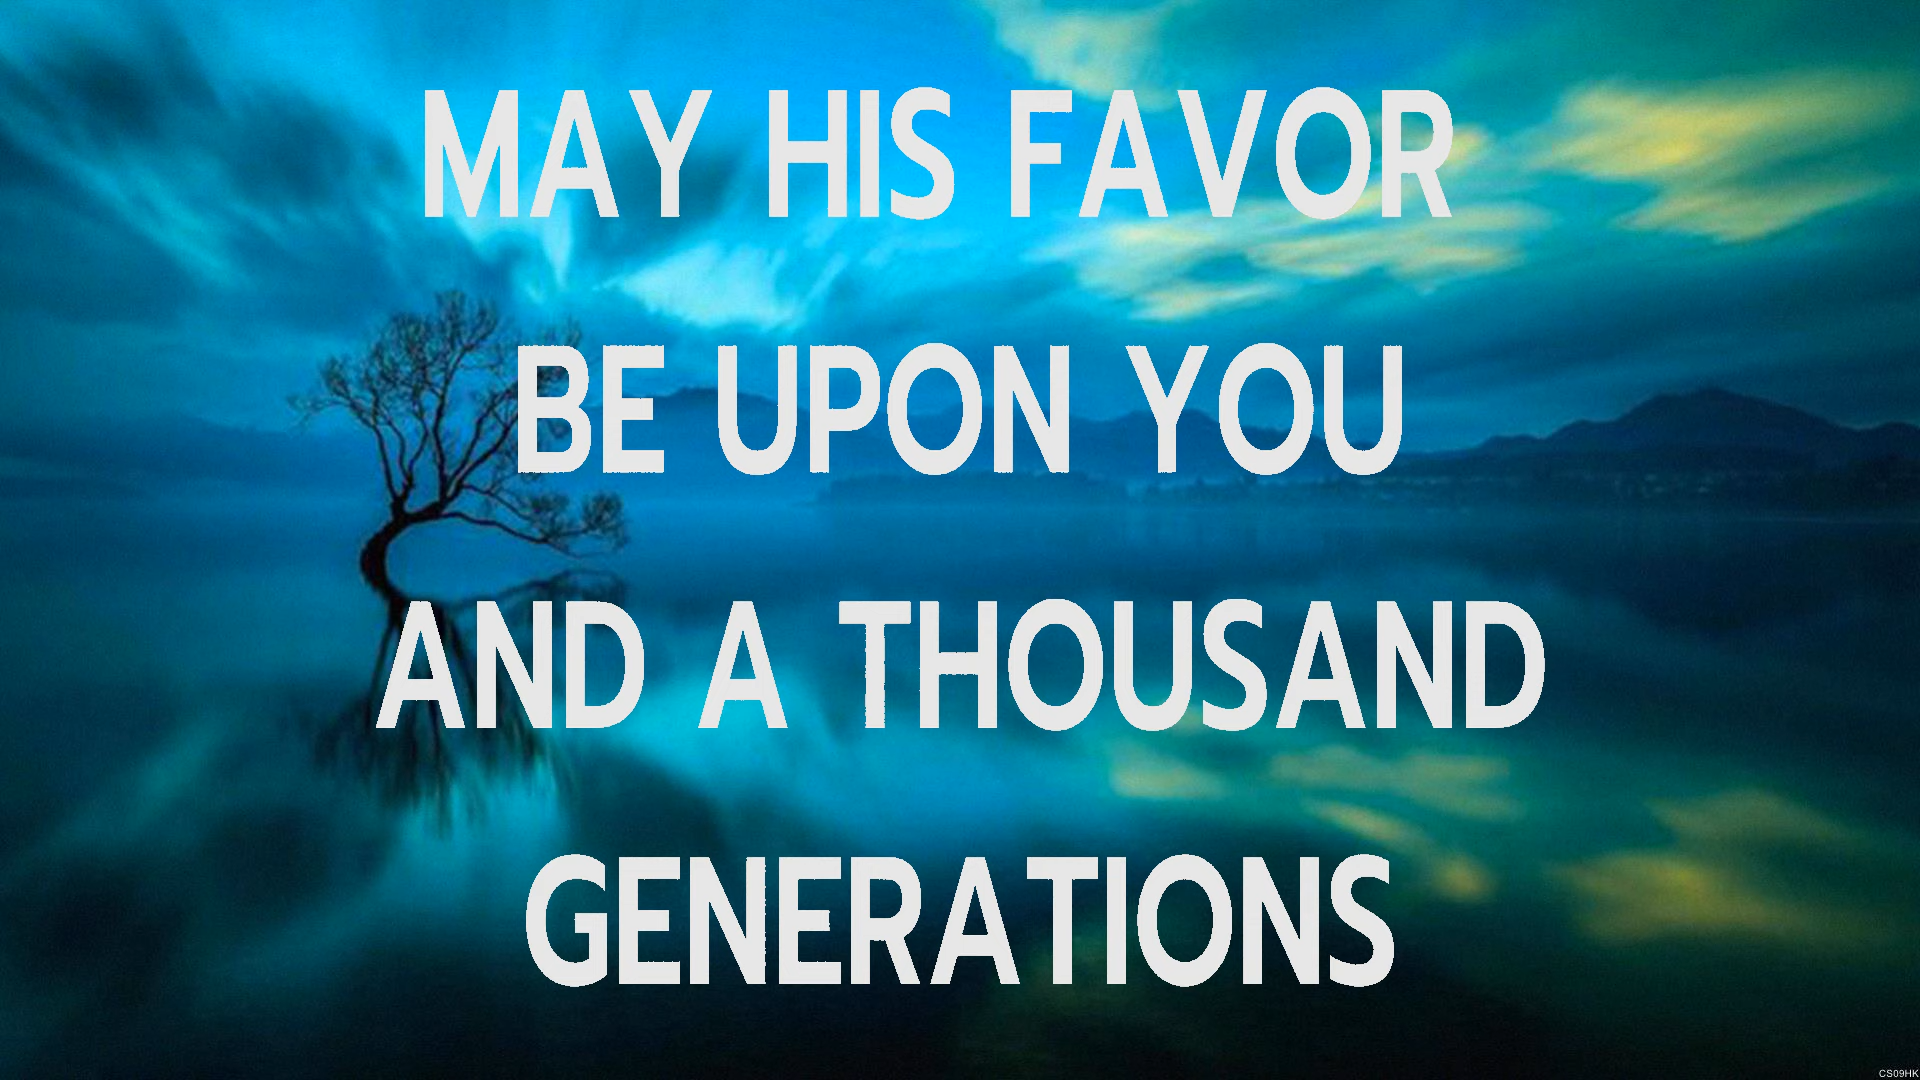 MAY HIS FAVOR
BE UPON YOU
AND A THOUSAND
GENERATIONS
CS09HK